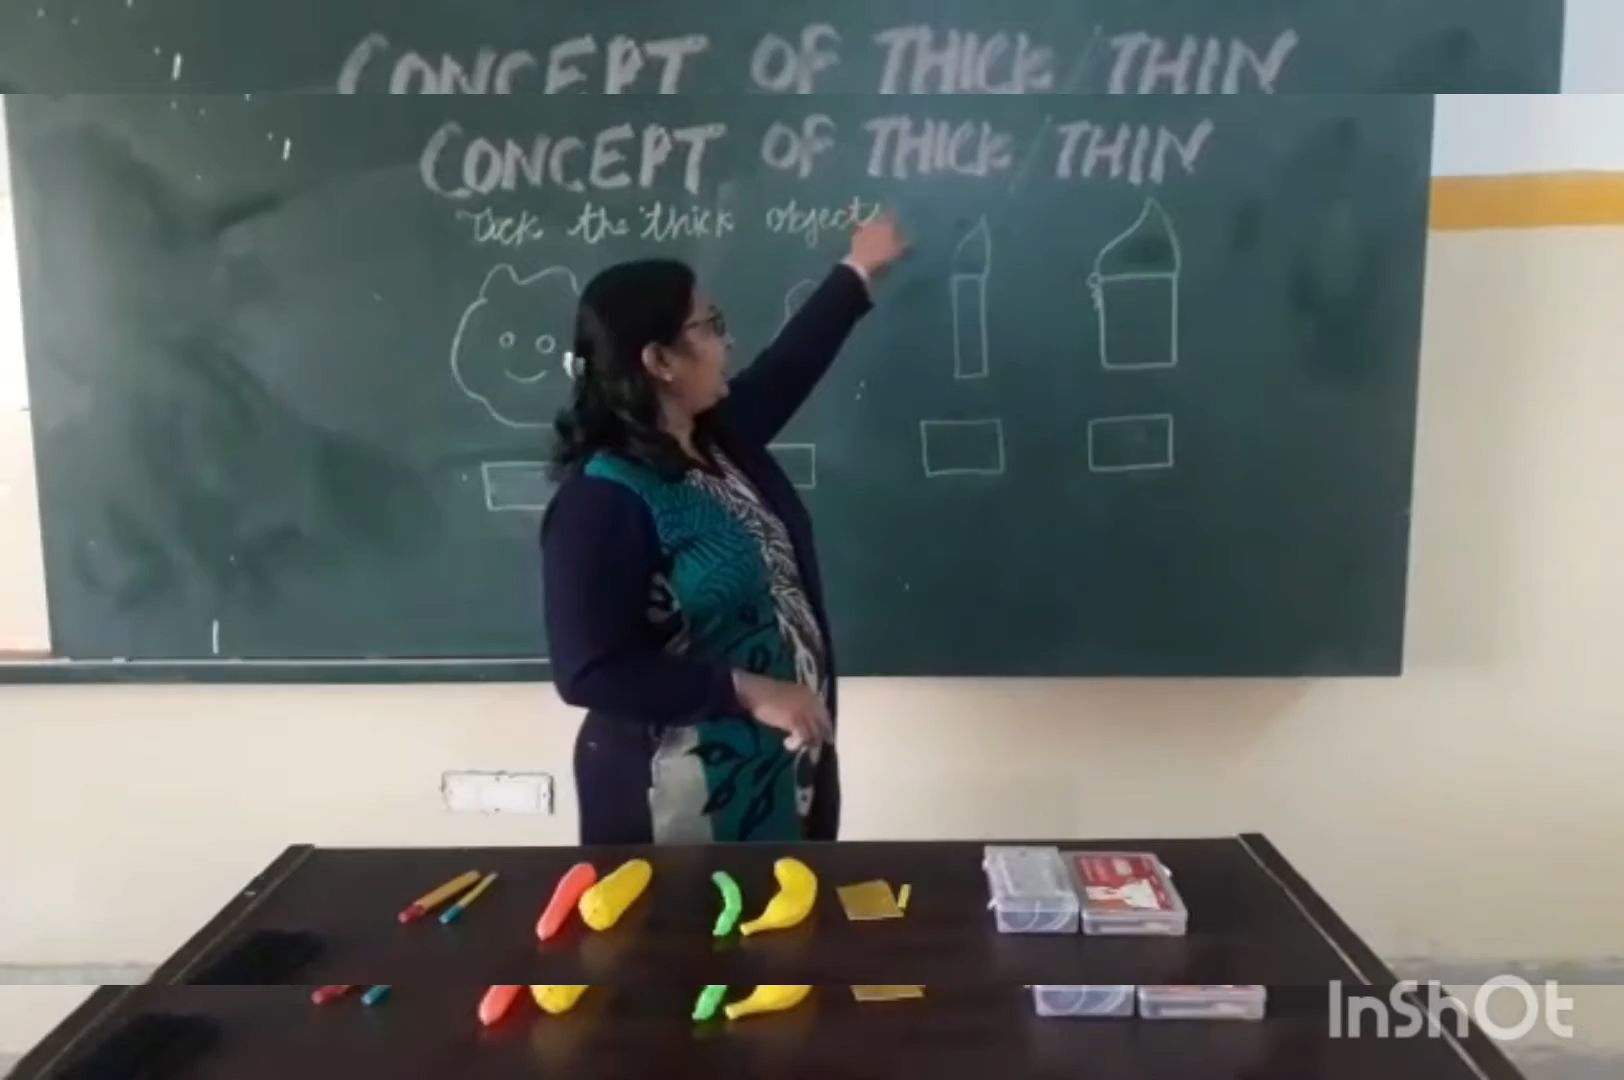 CONCEPT OF THICK / THIN
CONCEPT OF THICK / THIN
Tick the thick objects
InShOt